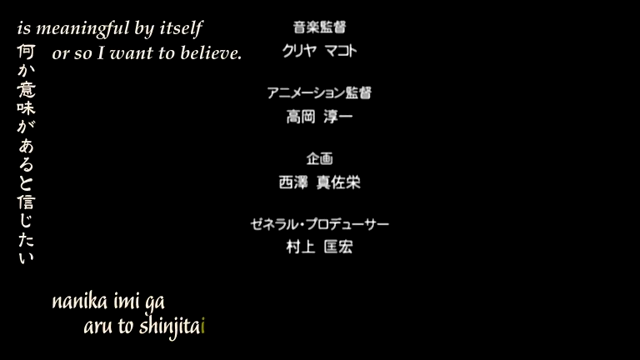 is meaningful by itself
or so I want to believe.
何か意味があると信じたい
音楽監督
クリヤ マコト
アニメーション監督
高岡 淳一
企画
西澤 真佐栄
ゼネラル・プロデューサー
村上 匡宏
nanika imi ga
aru to shinjitai